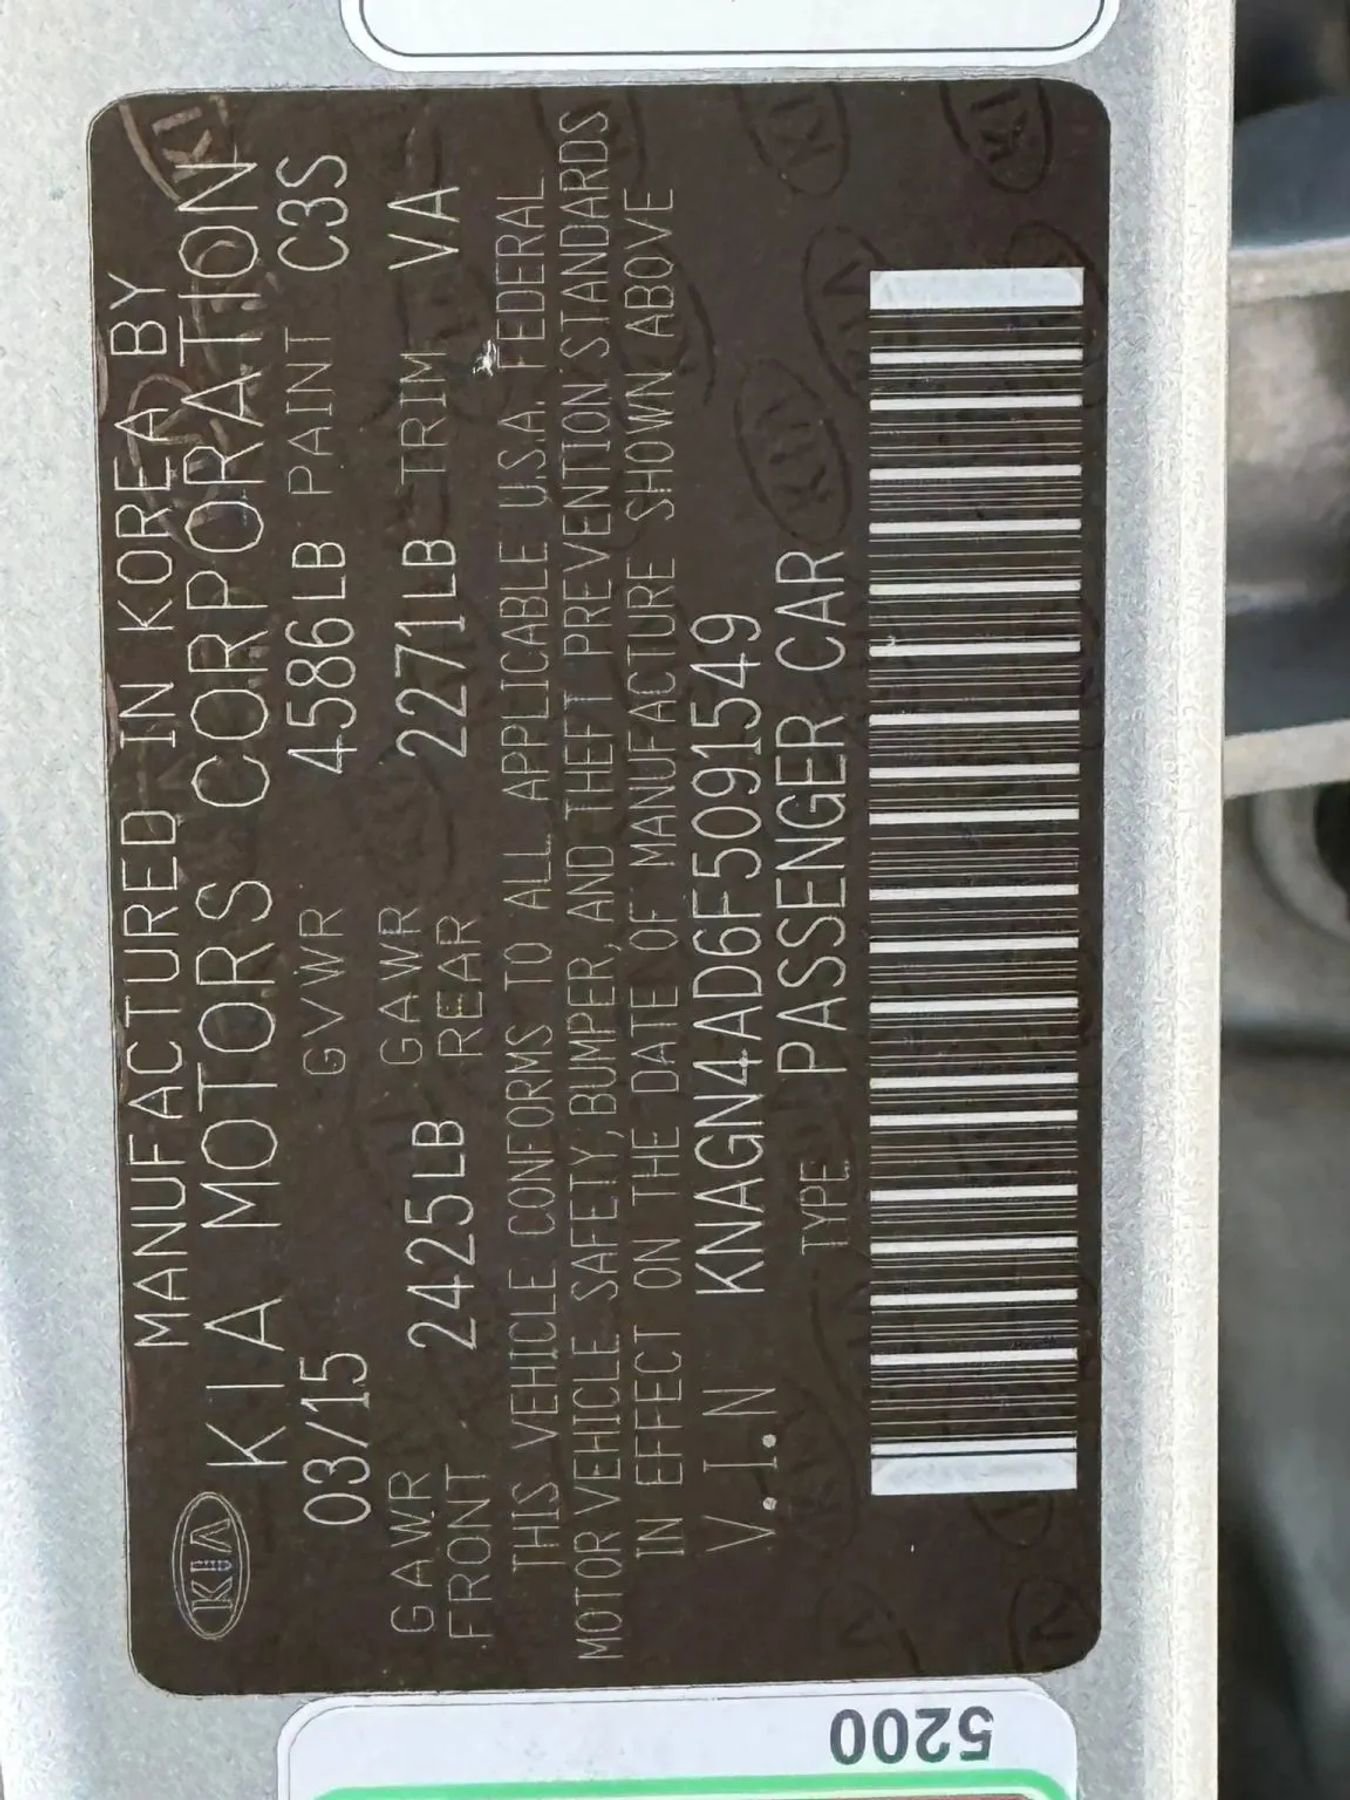 KIA
MANUFACTURED IN KOREA BY
KIA MOTORS CORPORATION
03/15 GVWR 4586LB PAINT C3S
GAWR FRONT 2425LB GAWR REAR 2271LB TRIM VA
THIS VEHICLE CONFORMS TO ALL APPLICABLE U.S.A. FEDERAL
MOTOR VEHICLE SAFETY, BUMPER, AND THEFT PREVENTION STANDARDS
IN EFFECT ON THE DATE OF MANUFACTURE SHOWN ABOVE
V.I.N KNAGN4AD6F5091549
TYPE PASSENGER CAR
5200